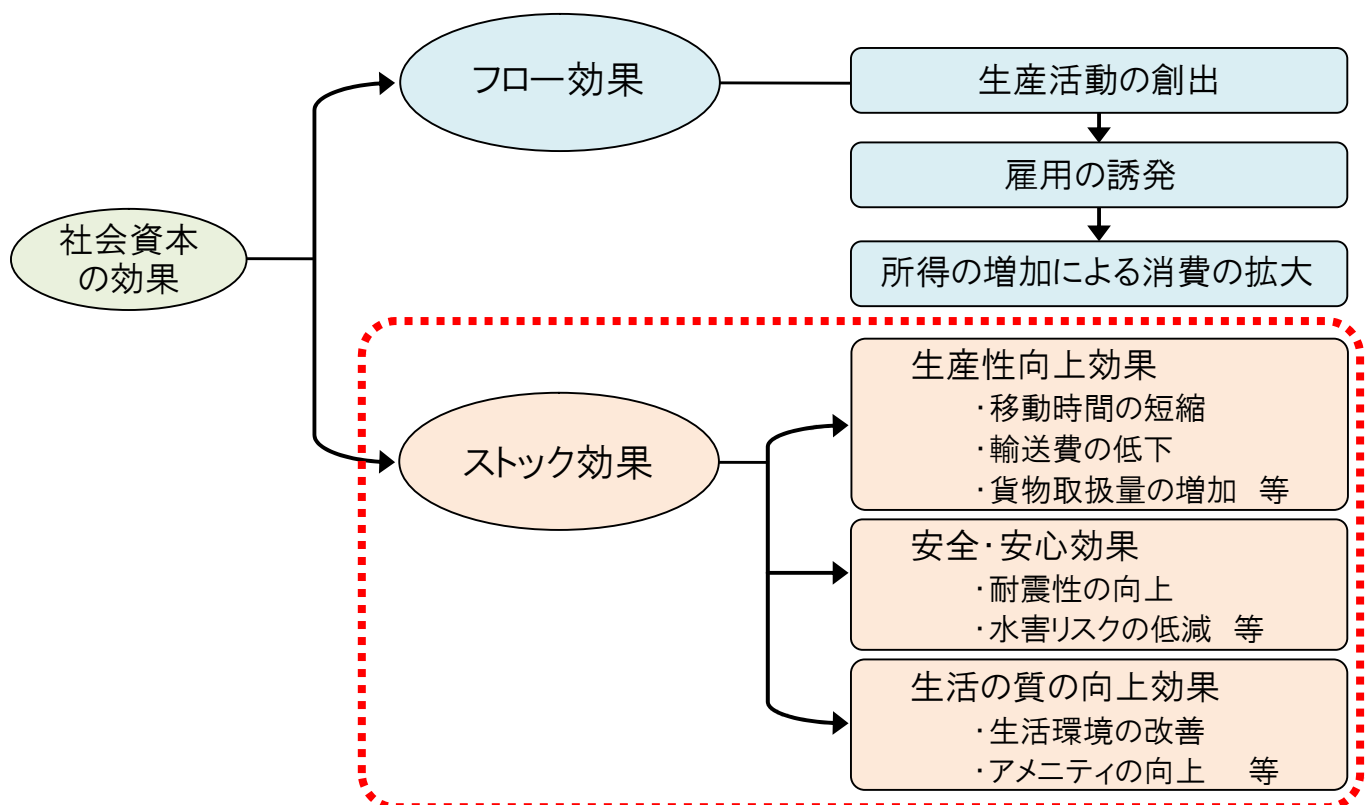 社会資本
の効果
フロー効果
生産活動の創出
雇用の誘発
所得の増加による消費の拡大
ストック効果
生産性向上効果
・移動時間の短縮
・輸送費の低下
・貨物取扱量の増加　等
安全・安心効果
・耐震性の向上
・水害リスクの低減　等
生活の質の向上効果
・生活環境の改善
・アメニティの向上　等